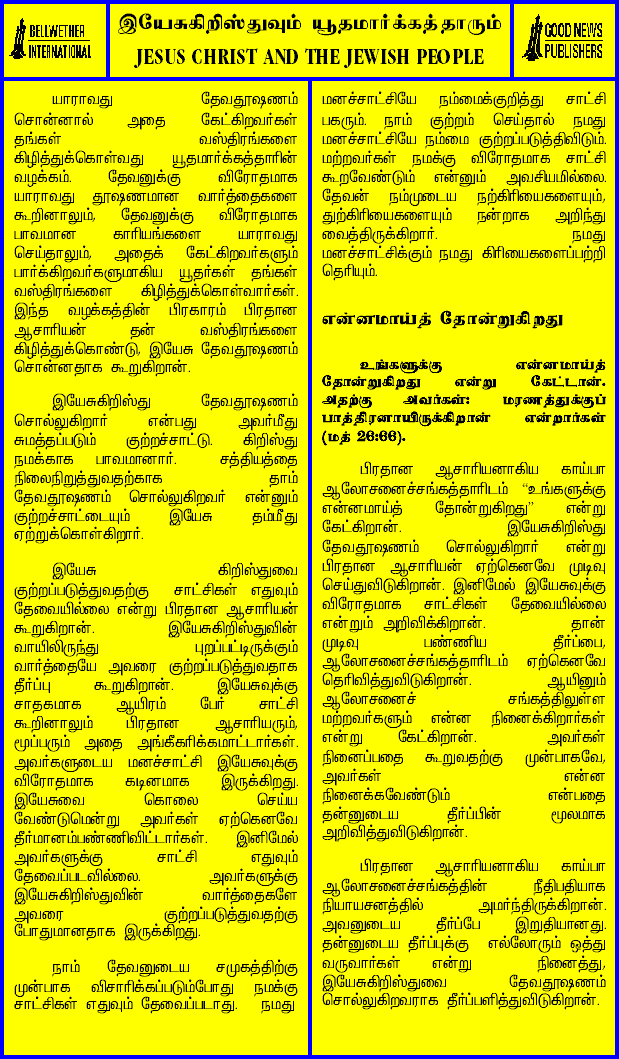 BELLWETHER
INTERNATIONAL
இயேசுகிறிஸ்துவும் யூதமார்க்கத்தாரும்
JESUS CHRIST AND THE JEWISH PEOPLE
GOOD NEWS
PUBLISHERS
யாராவது தேவதூஷணம்
சொன்னால் அதை கேட்கிறவர்கள்
தங்கள் வஸ்திரங்களை
கிழித்துக்கொள்வது யூதமார்க்கத்தாரின்
வழக்கம். தேவனுக்கு விரோதமாக
யாராவது தூஷணமான வார்த்தைகளை
கூறினாலும், தேவனுக்கு விரோதமாக
பாவமான காரியங்களை யாராவது
செய்தாலும், அதைக் கேட்கிறவர்களும்
பார்க்கிறவர்களுமாகிய யூதர்கள் தங்கள்
வஸ்திரங்களை கிழித்துக்கொள்வார்கள்.
இந்த வழக்கத்தின் பிரகாரம் பிரதான
ஆசாரியன் தன் வஸ்திரங்களை
கிழித்துக்கொண்டு, இயேசு தேவதூஷணம்
சொன்னதாக கூறுகிறான்.
இயேசுகிறிஸ்து தேவதூஷணம்
சொல்லுகிறார் என்பது அவர்மீது
சுமத்தப்படும் குற்றச்சாட்டு. கிறிஸ்து
நமக்காக பாவமானார். சத்தியத்தை
நிலைநிறுத்துவதற்காக தாம்
தேவதூஷணம் சொல்லுகிறவர் என்னும்
குற்றச்சாட்டையும் இயேசு தம்மீது
ஏற்றுக்கொள்கிறார்.
இயேசு கிறிஸ்துவை
குற்றப்படுத்துவதற்கு சாட்சிகள் எதுவும்
தேவையில்லை என்று பிரதான ஆசாரியன்
கூறுகிறான். இயேசுகிறிஸ்துவின்
வாயிலிருந்து புறப்பட்டிருக்கும்
வார்த்தையே அவரை குற்றப்படுத்துவதாக
தீர்ப்பு கூறுகிறான். இயேசுவுக்கு
சாதகமாக ஆயிரம் பேர் சாட்சி
கூறினாலும் பிரதான ஆசாரியரும்,
மூப்பரும் அதை அங்கீகரிக்கமாட்டார்கள்.
அவர்களுடைய மனச்சாட்சி இயேசுவுக்கு
விரோதமாக கடினமாக இருக்கிறது.
இயேசுவை கொலை செய்ய
வேண்டுமென்று அவர்கள் ஏற்கெனவே
தீர்மானம்பண்ணிவிட்டார்கள். இனிமேல்
அவர்களுக்கு சாட்சி எதுவும்
தேவைப்படவில்லை. அவர்களுக்கு
இயேசுகிறிஸ்துவின் வார்த்தைகளே
அவரை குற்றப்படுத்துவதற்கு
போதுமானதாக இருக்கிறது.
நாம் தேவனுடைய சமுகத்திற்கு
முன்பாக விசாரிக்கப்படும்போது நமக்கு
சாட்சிகள் எதுவும் தேவைப்படாது. நமது
மனச்சாட்சியே நம்மைக்குறித்து சாட்சி
பகரும். நாம் குற்றம் செய்தால் நமது
மனச்சாட்சியே நம்மை குற்றப்படுத்திவிடும்.
மற்றவர்கள் நமக்கு விரோதமாக சாட்சி
கூறவேண்டும் என்னும் அவசியமில்லை.
தேவன் நம்முடைய நற்கிரியைகளையும்,
துற்கிரியைகளையும் நன்றாக அறிந்து
வைத்திருக்கிறார். நமது
மனச்சாட்சிக்கும் நமது கிரியைகளைப்பற்றி
தெரியும்.
என்னமாய்த் தோன்றுகிறது
உங்களுக்கு என்னமாய்த்
தோன்றுகிறது என்று கேட்டான்.
அதற்கு அவர்கள்: மரணத்துக்குப்
பாத்திரனாயிருக்கிறான் என்றார்கள்
(மத் 26:66).
பிரதான ஆசாரியனாகிய காய்பா
ஆலோசனைச்சங்கத்தாரிடம் “உங்களுக்கு
என்னமாய்த் தோன்றுகிறது” என்று
கேட்கிறான். இயேசுகிறிஸ்து
தேவதூஷணம் சொல்லுகிறார் என்று
பிரதான ஆசாரியன் ஏற்கெனவே முடிவு
செய்துவிடுகிறான். இனிமேல் இயேசுவுக்கு
விரோதமாக சாட்சிகள் தேவையில்லை
என்றும் அறிவிக்கிறான். தான்
முடிவு பண்ணிய தீர்ப்பை,
ஆலோசனைச்சங்கத்தாரிடம் ஏற்கெனவே
தெரிவித்துவிடுகிறான். ஆயினும்
ஆலோசனைச் சங்கத்திலுள்ள
மற்றவர்களும் என்ன நினைக்கிறார்கள்
என்று கேட்கிறான். அவர்கள்
நினைப்பதை கூறுவதற்கு முன்பாகவே,
அவர்கள் என்ன
நினைக்கவேண்டும் என்பதை
தன்னுடைய தீர்ப்பின் மூலமாக
அறிவித்துவிடுகிறான்.
பிரதான ஆசாரியனாகிய காய்பா
ஆலோசனைச்சங்கத்தின் நீதிபதியாக
நியாயசனத்தில் அமர்ந்திருக்கிறான்.
அவனுடைய தீர்ப்பே இறுதியானது.
தன்னுடைய தீர்ப்புக்கு எல்லோரும் ஒத்து
வருவார்கள் என்று நினைத்து,
இயேசுகிறிஸ்துவை தேவதூஷணம்
சொல்லுகிறவராக தீர்ப்பளித்துவிடுகிறான்.